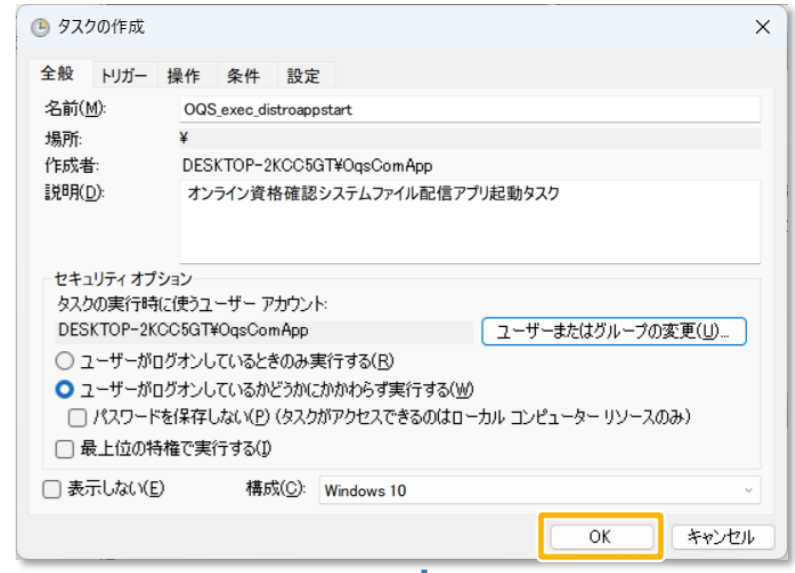 タスクの作成
全般 トリガー 操作 条件 設定
名前(M): OQS_exec_distroappstart
場所: ¥
作成者: DESKTOP-2KCC5GT¥OqsComApp
説明(D): オンライン資格確認システムファイル配信アプリ起動タスク
セキュリティ オプション
タスクの実行時に使うユーザー アカウント:
DESKTOP-2KCC5GT¥OqsComApp ユーザーまたはグループの変更(U)...
ユーザーがログオンしているときのみ実行する(R)
ユーザーがログオンしているかどうかにかかわらず実行する(W)
パスワードを保存しない(P) (タスクがアクセスできるのはローカル コンピューター リソースのみ)
最上位の特権で実行する(I)
表示しない(E) 構成(C): Windows 10
OK キャンセル